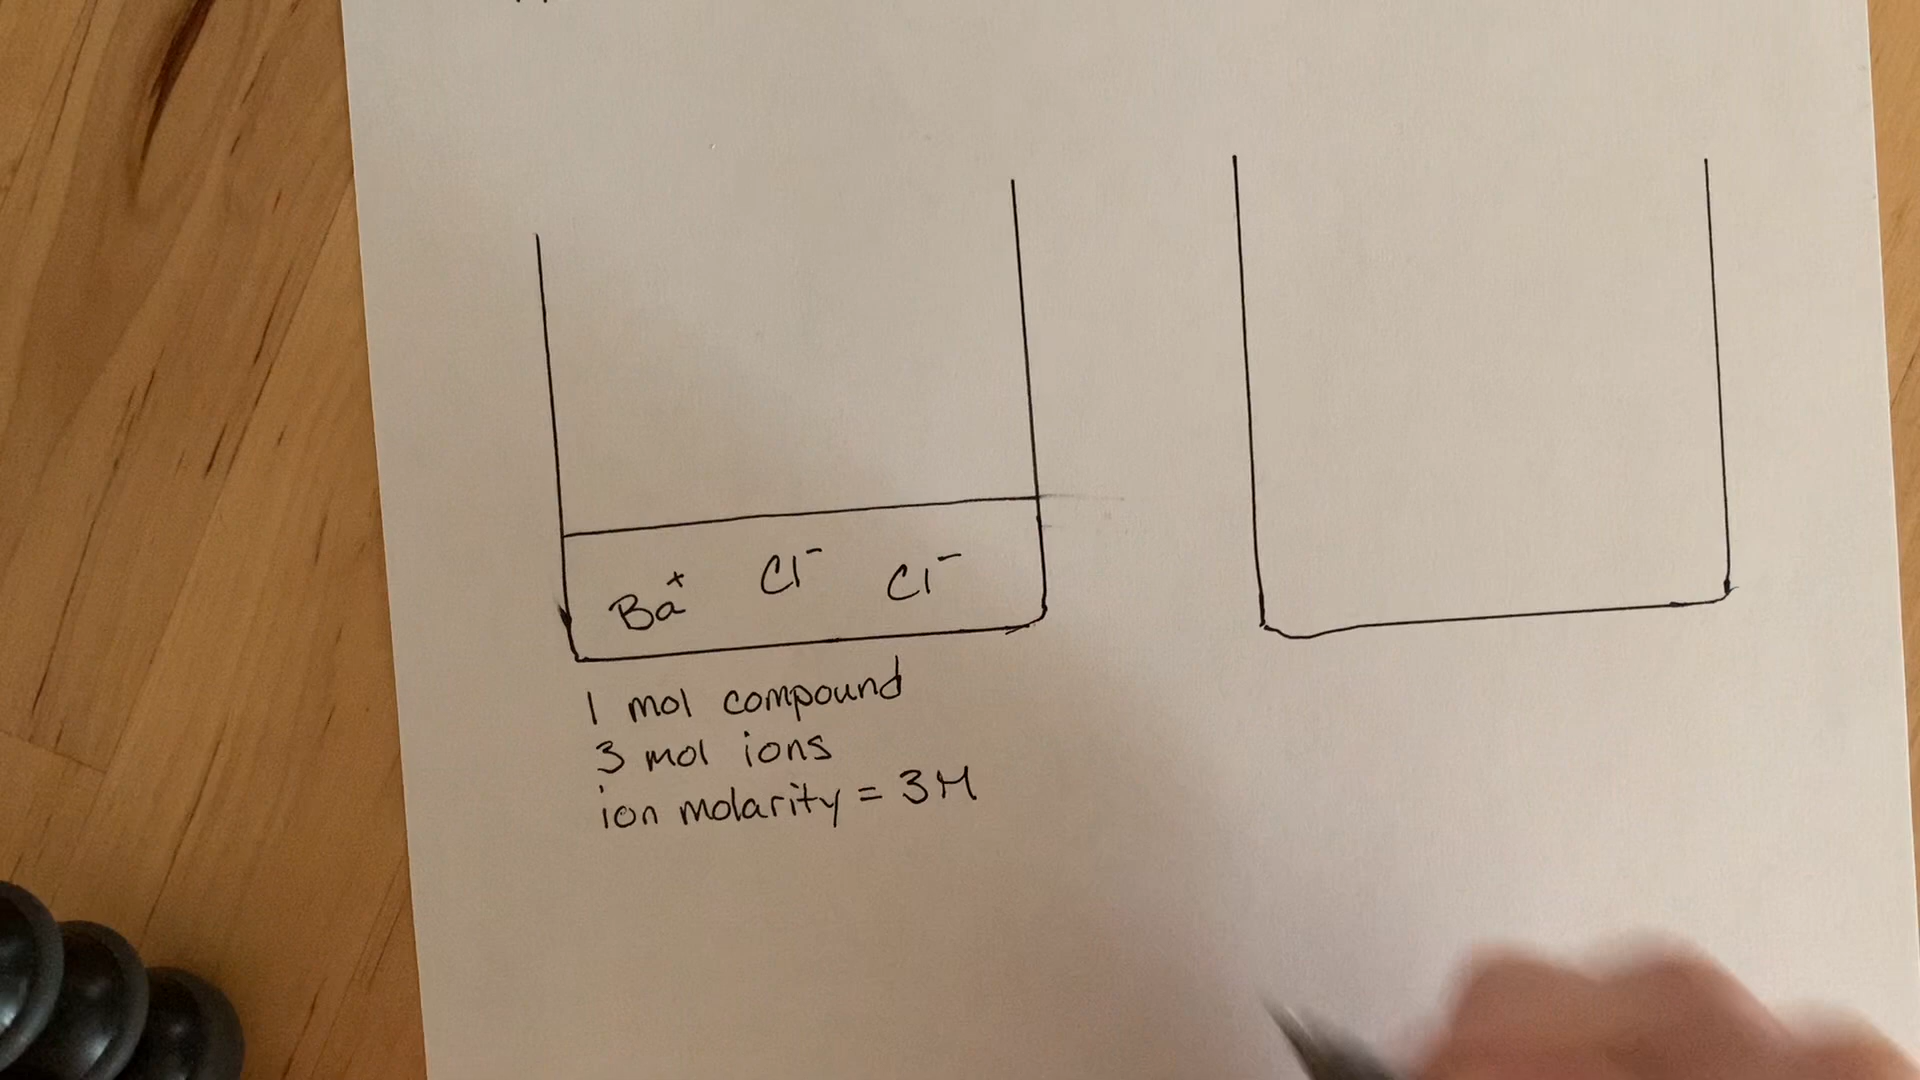 Ba⁺ Cl⁻ Cl⁻
1 mol compound
3 mol ions
ion molarity = 3M